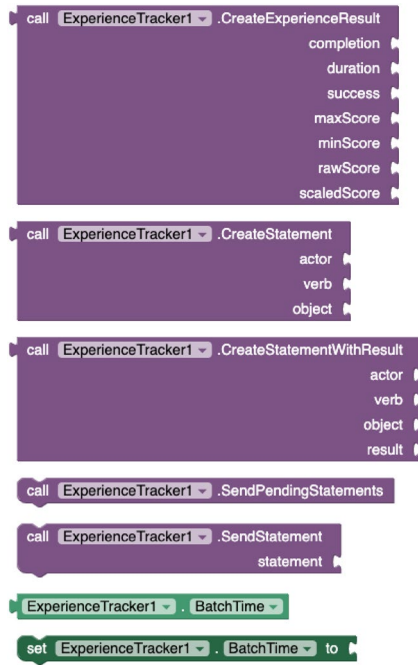 call ExperienceTracker1 .CreateExperienceResult
completion
duration
success
maxScore
minScore
rawScore
scaledScore
call ExperienceTracker1 .CreateStatement
actor
verb
object
call ExperienceTracker1 .CreateStatementWithResult
actor
verb
object
result
call ExperienceTracker1 .SendPendingStatements
call ExperienceTracker1 .SendStatement
statement
ExperienceTracker1 . BatchTime
set ExperienceTracker1 . BatchTime to